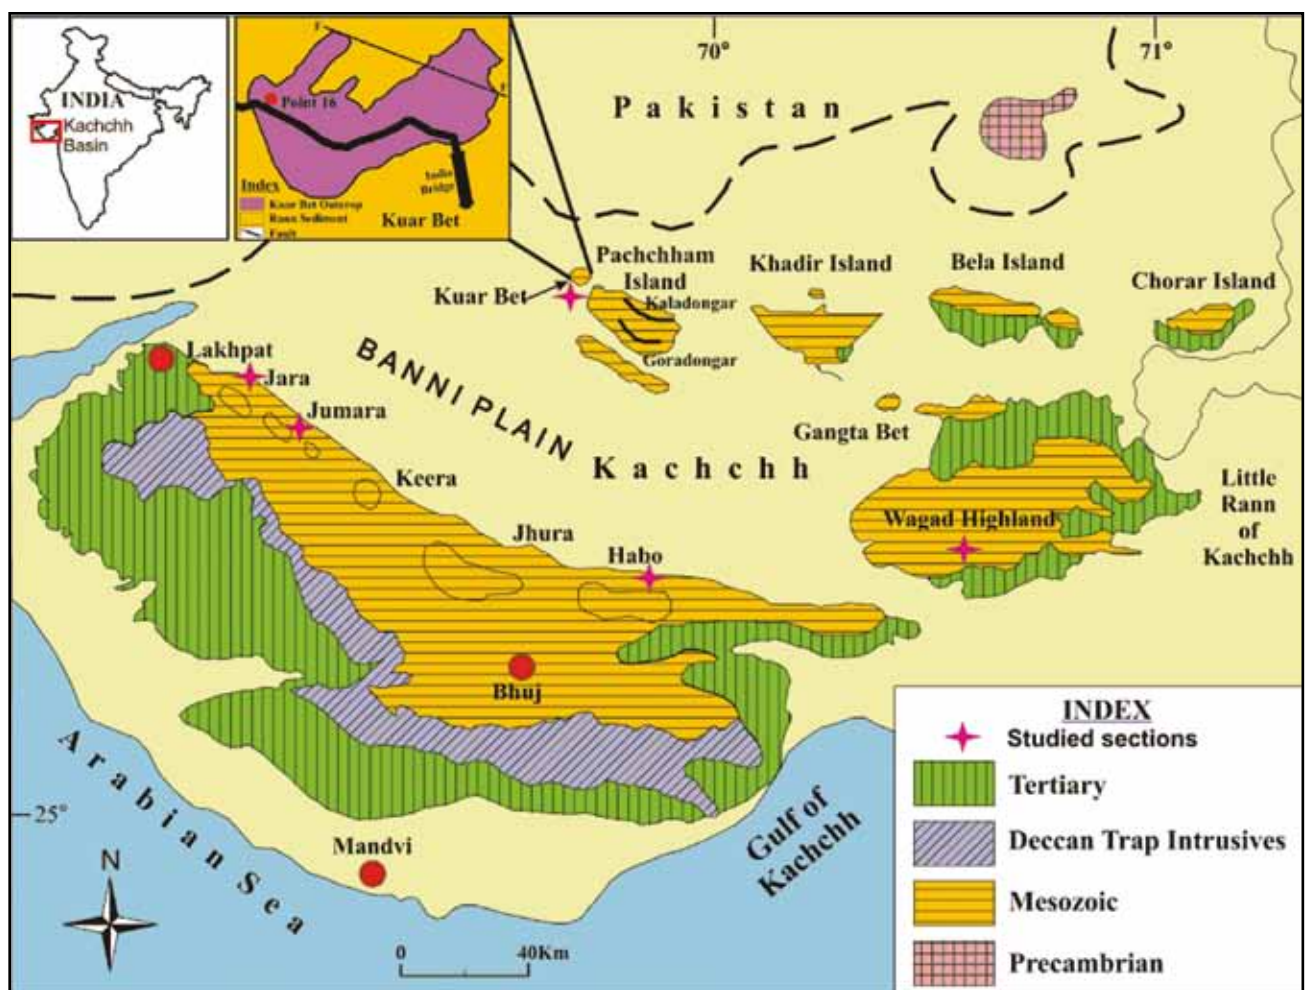 INDIA
Kachchh
Basin
F
F
Point 16
India
Bridge
Index
Kuar Bet Outcrop
Rann Sediment
Fault
Kuar Bet
70°
71°
Pakistan
Kuar Bet
Pachchham
Island
Kaladongar
Goradongar
Khadir Island
Bela Island
Chorar Island
Lakhpat
Jara
Jumara
BANNI PLAIN
Gangta Bet
Kachchh
Keera
Little
Rann
of
Kachchh
Wagad Highland
Jhura
Habo
Bhuj
Arabian Sea
25°
Mandvi
Gulf of
Kachchh
N
0
40Km
INDEX
Studied sections
Tertiary
Deccan Trap Intrusives
Mesozoic
Precambrian